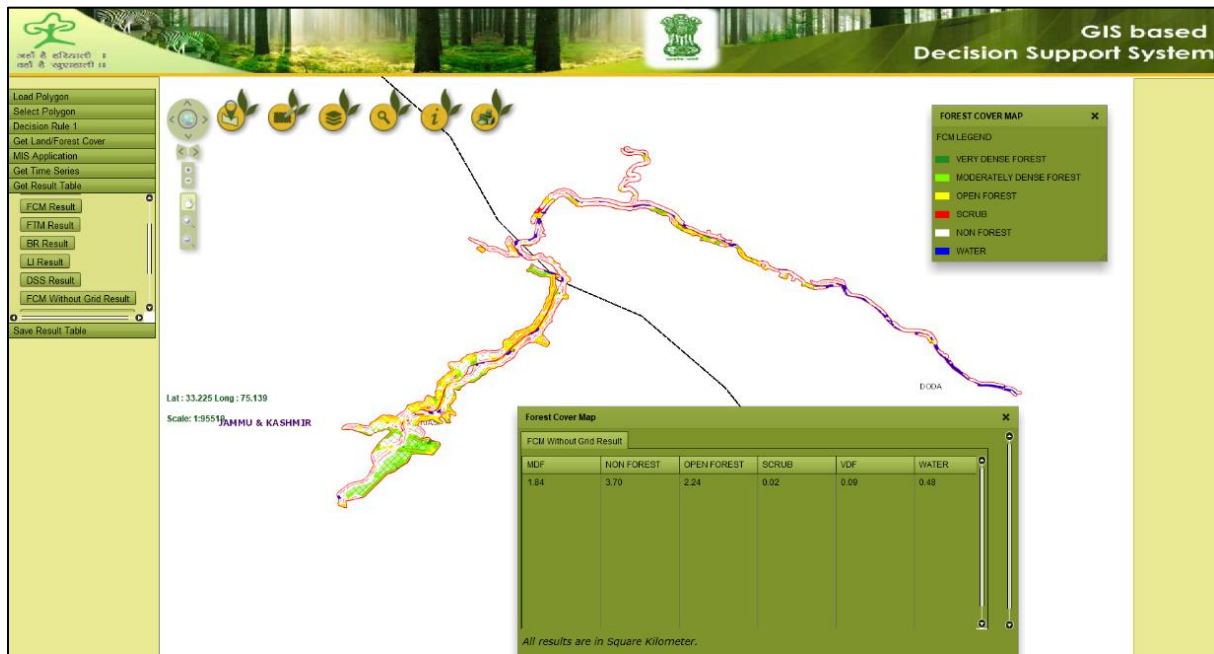 जहाँ है हरियाली ।
वहाँ है खुशहाली ॥
GIS based
Decision Support System
Load Polygon
Select Polygon
Decision Rule 1
Get Land/Forest Cover
MIS Application
Get Time Series
Get Result Table
FCM Result
FTM Result
BR Result
LI Result
DSS Result
FCM Without Grid Result
Save Result Table
Lat : 33.225 Long : 75.139
Scale: 1:95518
JAMMU & KASHMIR
DODA
FOREST COVER MAP
FCM LEGEND
VERY DENSE FOREST
MODERATELY DENSE FOREST
OPEN FOREST
SCRUB
NON FOREST
WATER
Forest Cover Map
FCM Without Grid Result
MDF NON FOREST OPEN FOREST SCRUB VDF WATER
1.84 3.70 2.24 0.02 0.09 0.48
All results are in Square Kilometer.